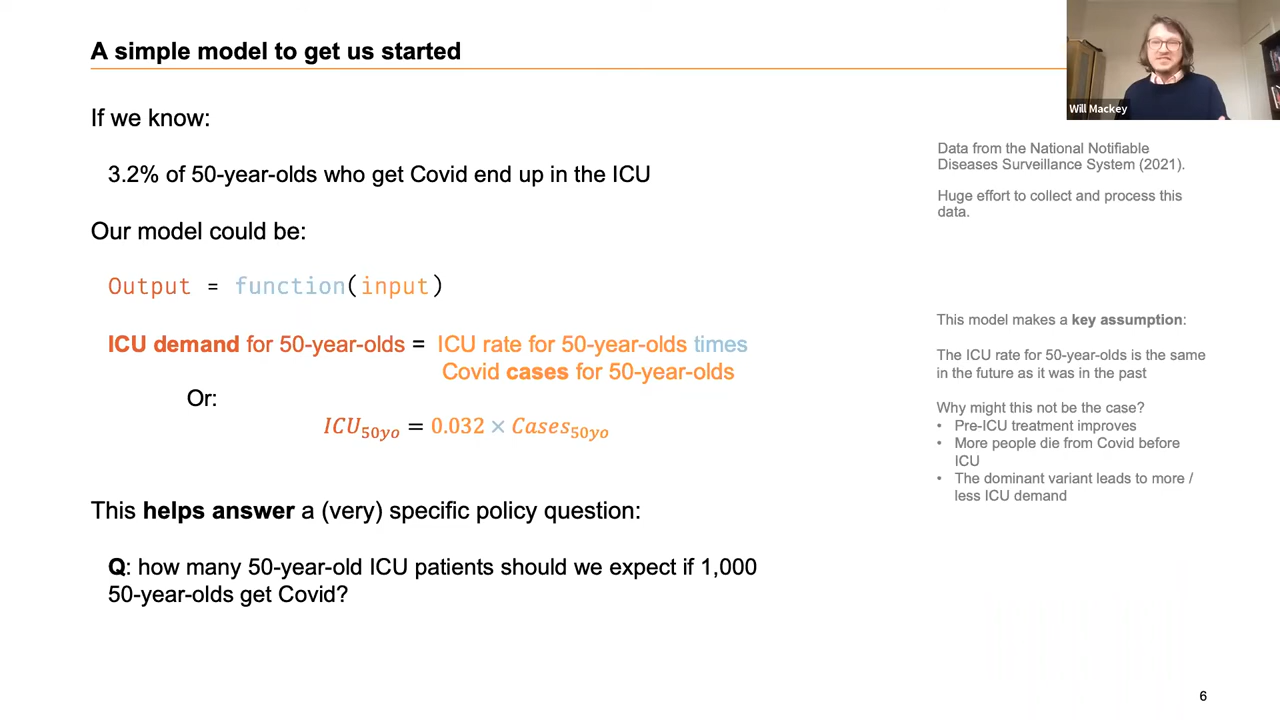 A simple model to get us started
Will Mackey
If we know:
3.2% of 50-year-olds who get Covid end up in the ICU
Our model could be:
Output = function(input)
ICU demand for 50-year-olds = ICU rate for 50-year-olds times
Covid cases for 50-year-olds
Or:
ICU50yo = 0.032 × Cases50yo
This helps answer a (very) specific policy question:
Q: how many 50-year-old ICU patients should we expect if 1,000
50-year-olds get Covid?
Data from the National Notifiable
Diseases Surveillance System (2021).
Huge effort to collect and process this
data.
This model makes a key assumption:
The ICU rate for 50-year-olds is the same
in the future as it was in the past
Why might this not be the case?
• Pre-ICU treatment improves
• More people die from Covid before
ICU
• The dominant variant leads to more /
less ICU demand
6